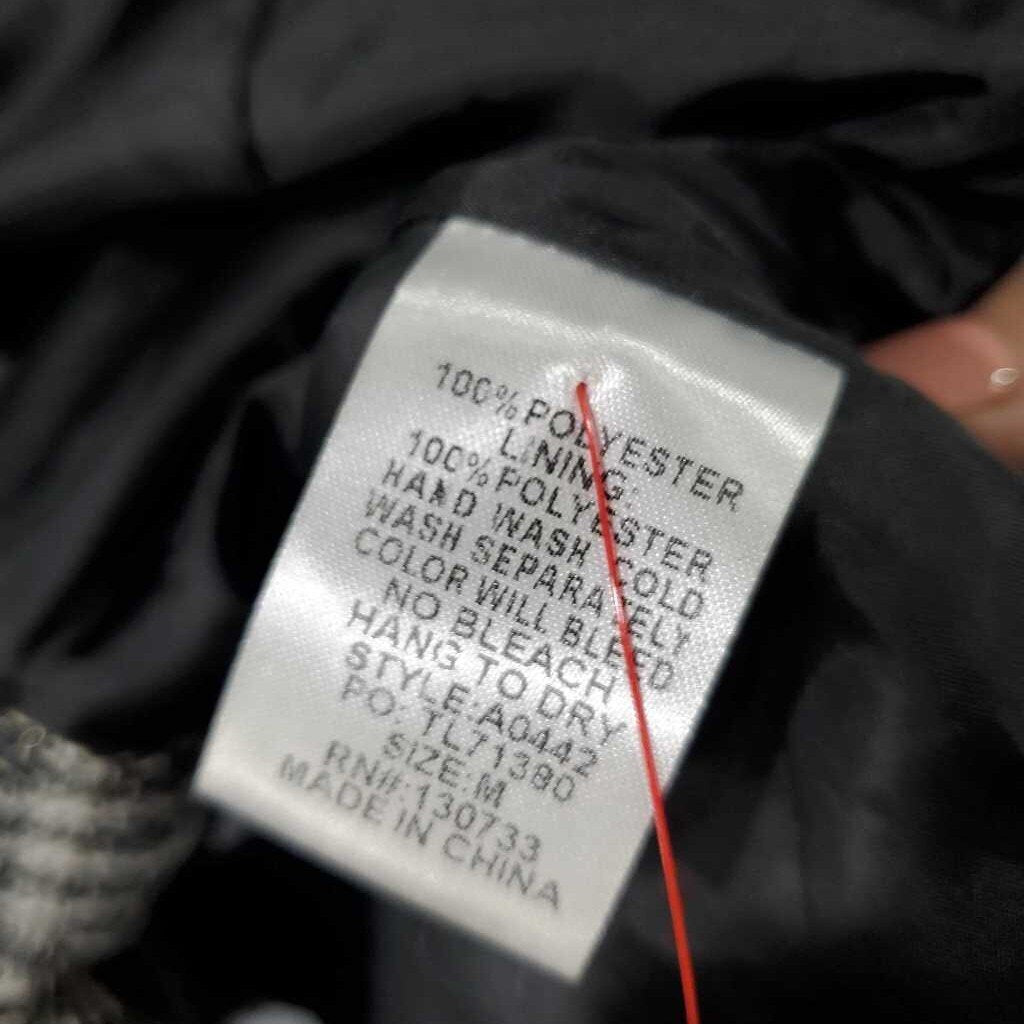 100% POLYESTER
LINING:
100% POLYESTER
HAND WASH COLD
WASH SEPARATELY
COLOR WILL BLEED
NO BLEACH
HANG TO DRY
STYLE:A0442
PO: TL71380
SIZE:M
RN#:130733
MADE IN CHINA